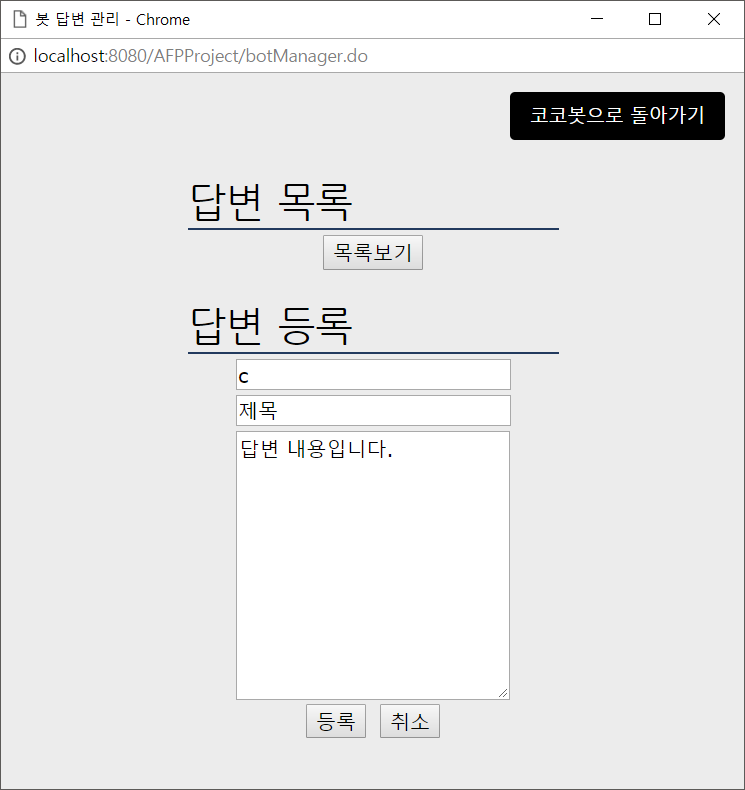 봇 답변 관리 - Chrome
localhost:8080/AFPProject/botManager.do
코코봇으로 돌아가기
답변 목록
목록보기
답변 등록
c
제목
답변 내용입니다.
등록 취소